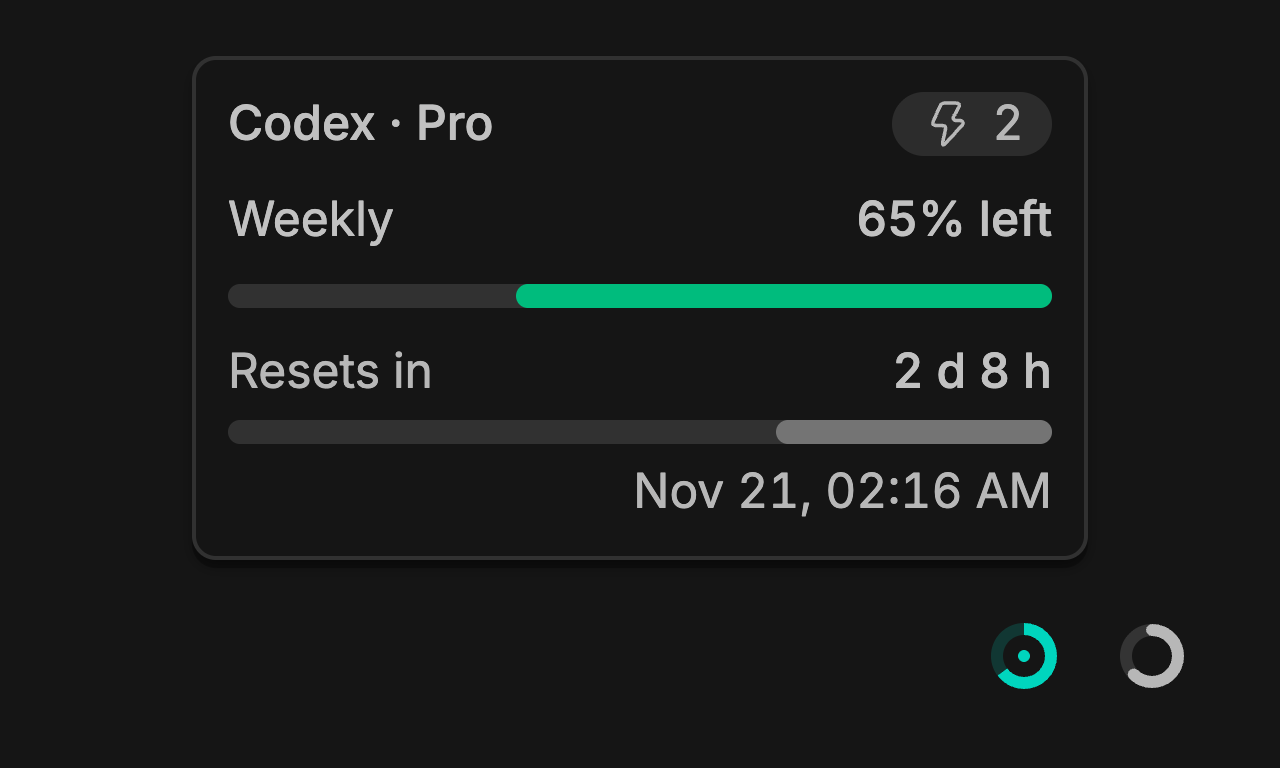 Codex · Pro
2
Weekly
65% left
Resets in
2 d 8 h
Nov 21, 02:16 AM